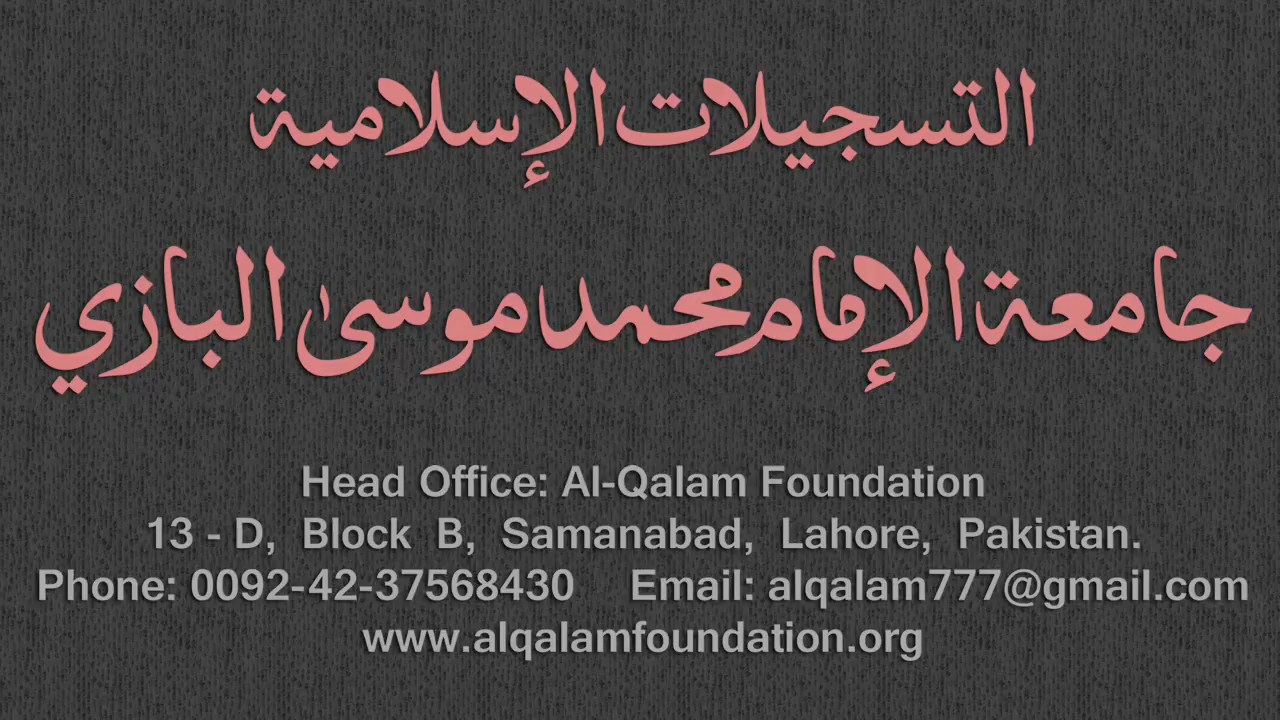 التسجيلات الإسلامية
جامعة الإمام محمد موسىٰ البازي
Head Office: Al-Qalam Foundation
13 - D, Block B, Samanabad, Lahore, Pakistan.
Phone: 0092-42-37568430 Email: alqalam777@gmail.com
www.alqalamfoundation.org